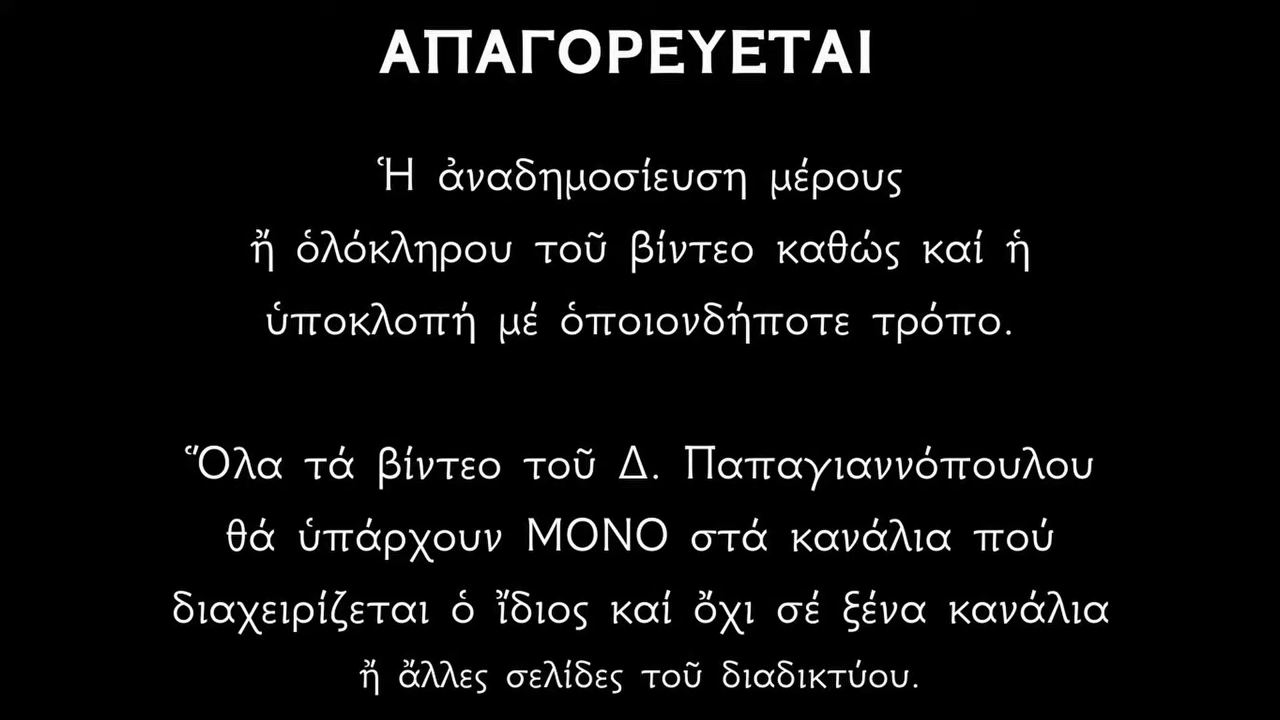 ΑΠΑΓΟΡΕΥΕΤΑΙ
Ἡ ἀναδημοσίευση μέρους
ἤ ὁλόκληρου τοῦ βίντεο καθώς καί ἡ
ὑποκλοπή μέ ὁποιονδήποτε τρόπο.
Ὅλα τά βίντεο τοῦ Δ. Παπαγιαννόπουλου
θά ὑπάρχουν ΜΟΝΟ στά κανάλια πού
διαχειρίζεται ὁ ἴδιος καί ὄχι σέ ξένα κανάλια
ἤ ἄλλες σελίδες τοῦ διαδικτύου.